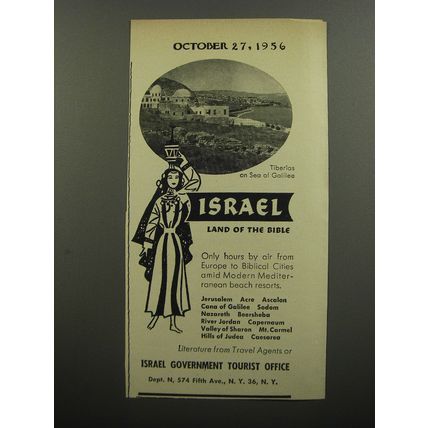 OCTOBER 27, 1956
Tiberias
on Sea of Galilee
ISRAEL
LAND OF THE BIBLE
Only hours by air from
Europe to Biblical Cities
amid Modern Mediter-
ranean beach resorts.
Jerusalem Acre Ascalon
Cana of Galilee Sodom
Nazareth Beersheba
River Jordan Capernaum
Valley of Sharon Mt. Carmel
Hills of Judea Caesarea
Literature from Travel Agents or
ISRAEL GOVERNMENT TOURIST OFFICE
Dept. N, 574 Fifth Ave., N. Y. 36, N. Y.